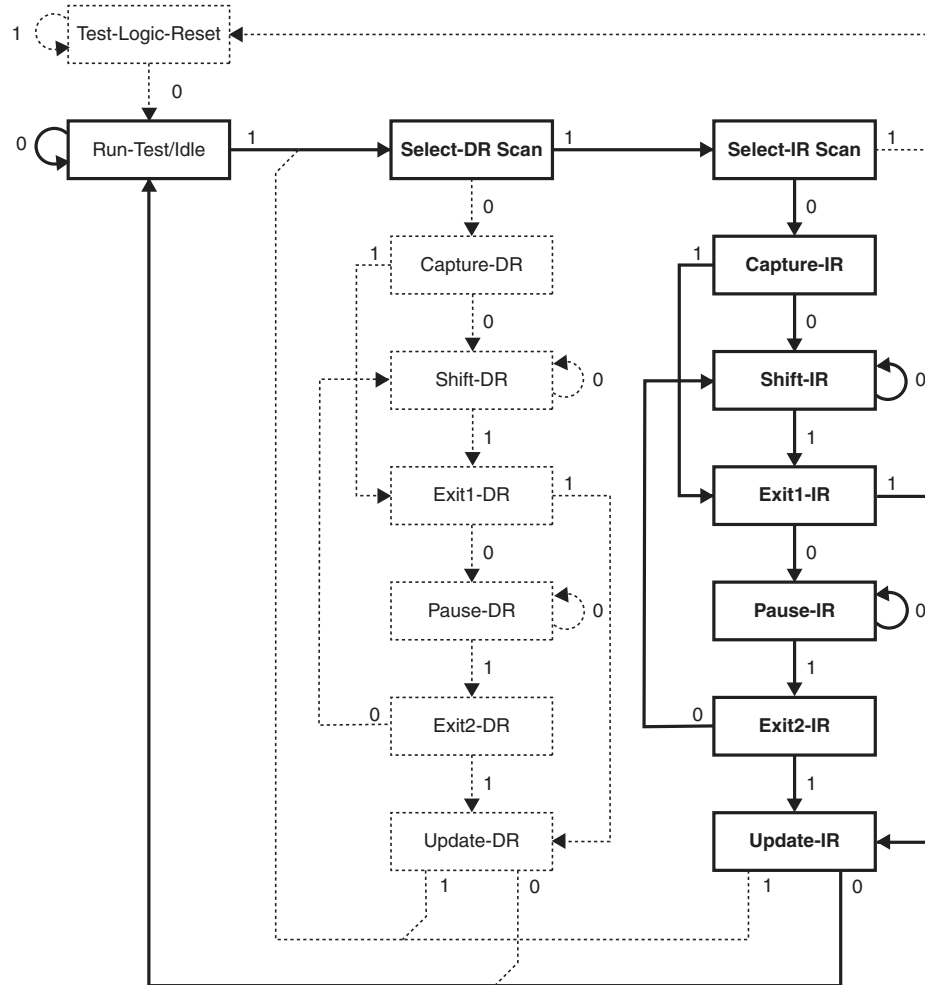 1
Test-Logic-Reset
0
0
Run-Test/Idle
1
Select-DR Scan
1
Select-IR Scan
1
0
0
1
Capture-DR
1
Capture-IR
0
0
Shift-DR
0
Shift-IR
0
1
1
Exit1-DR
1
Exit1-IR
1
0
0
Pause-DR
0
Pause-IR
0
1
1
0
Exit2-DR
0
Exit2-IR
1
1
Update-DR
Update-IR
1
0
1
0